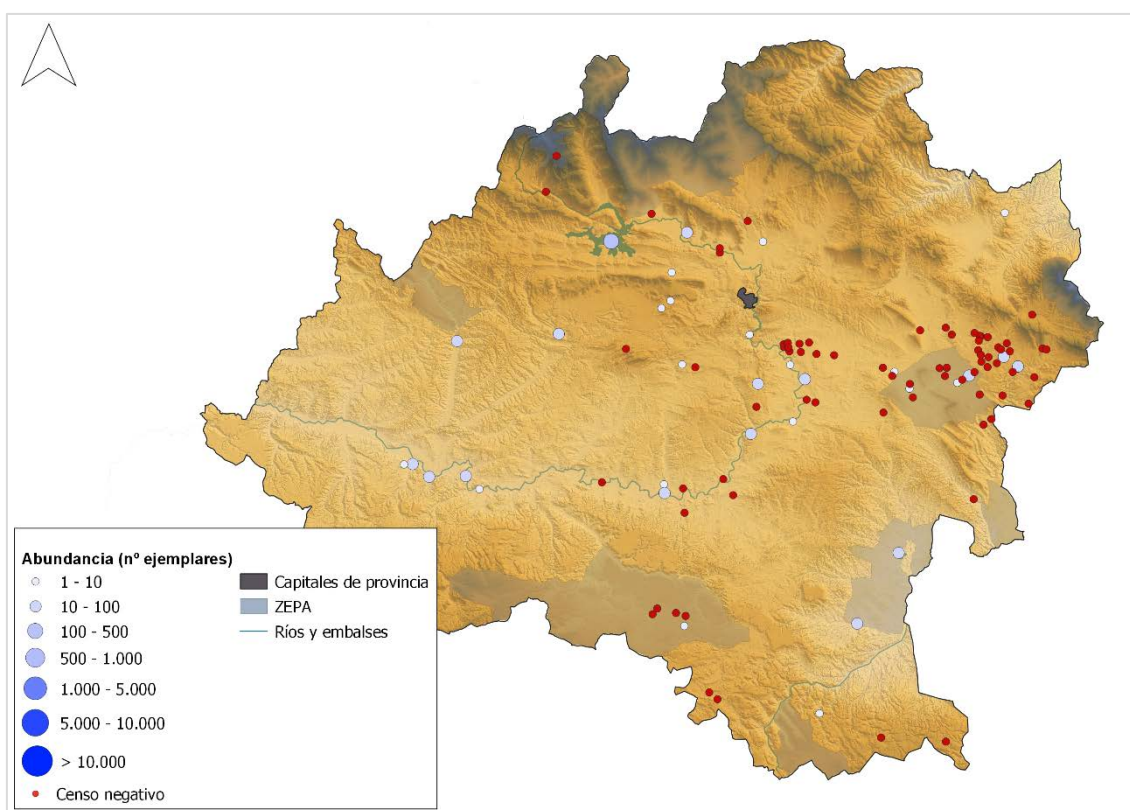 Abundancia (nº ejemplares)
1 - 10
10 - 100
100 - 500
500 - 1.000
1.000 - 5.000
5.000 - 10.000
> 10.000
Censo negativo
Capitales de provincia
ZEPA
Ríos y embalses